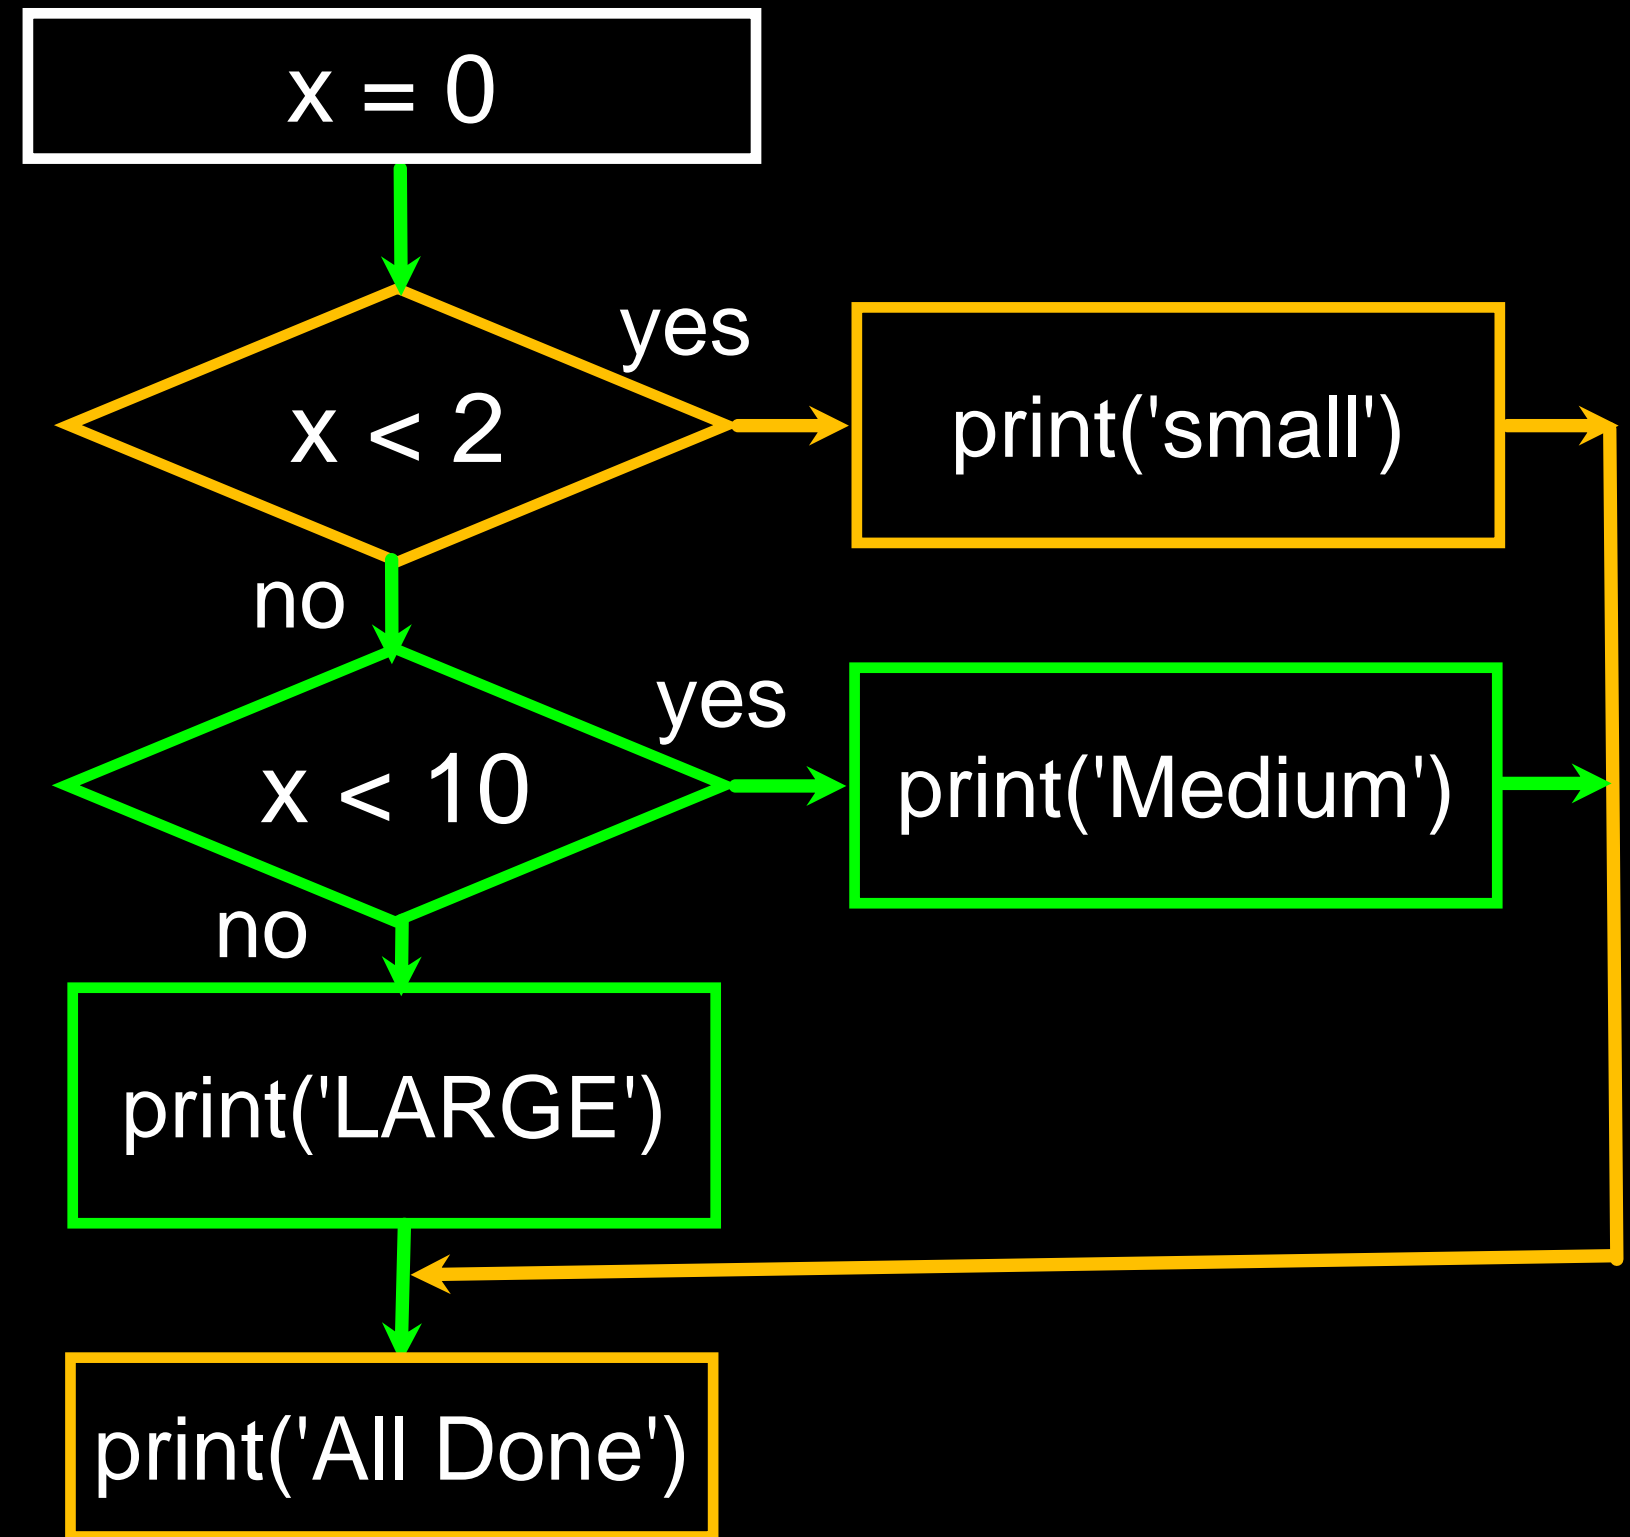 x = 0
yes
x < 2
print('small')
no
yes
x < 10
print('Medium')
no
print('LARGE')
print('All Done')